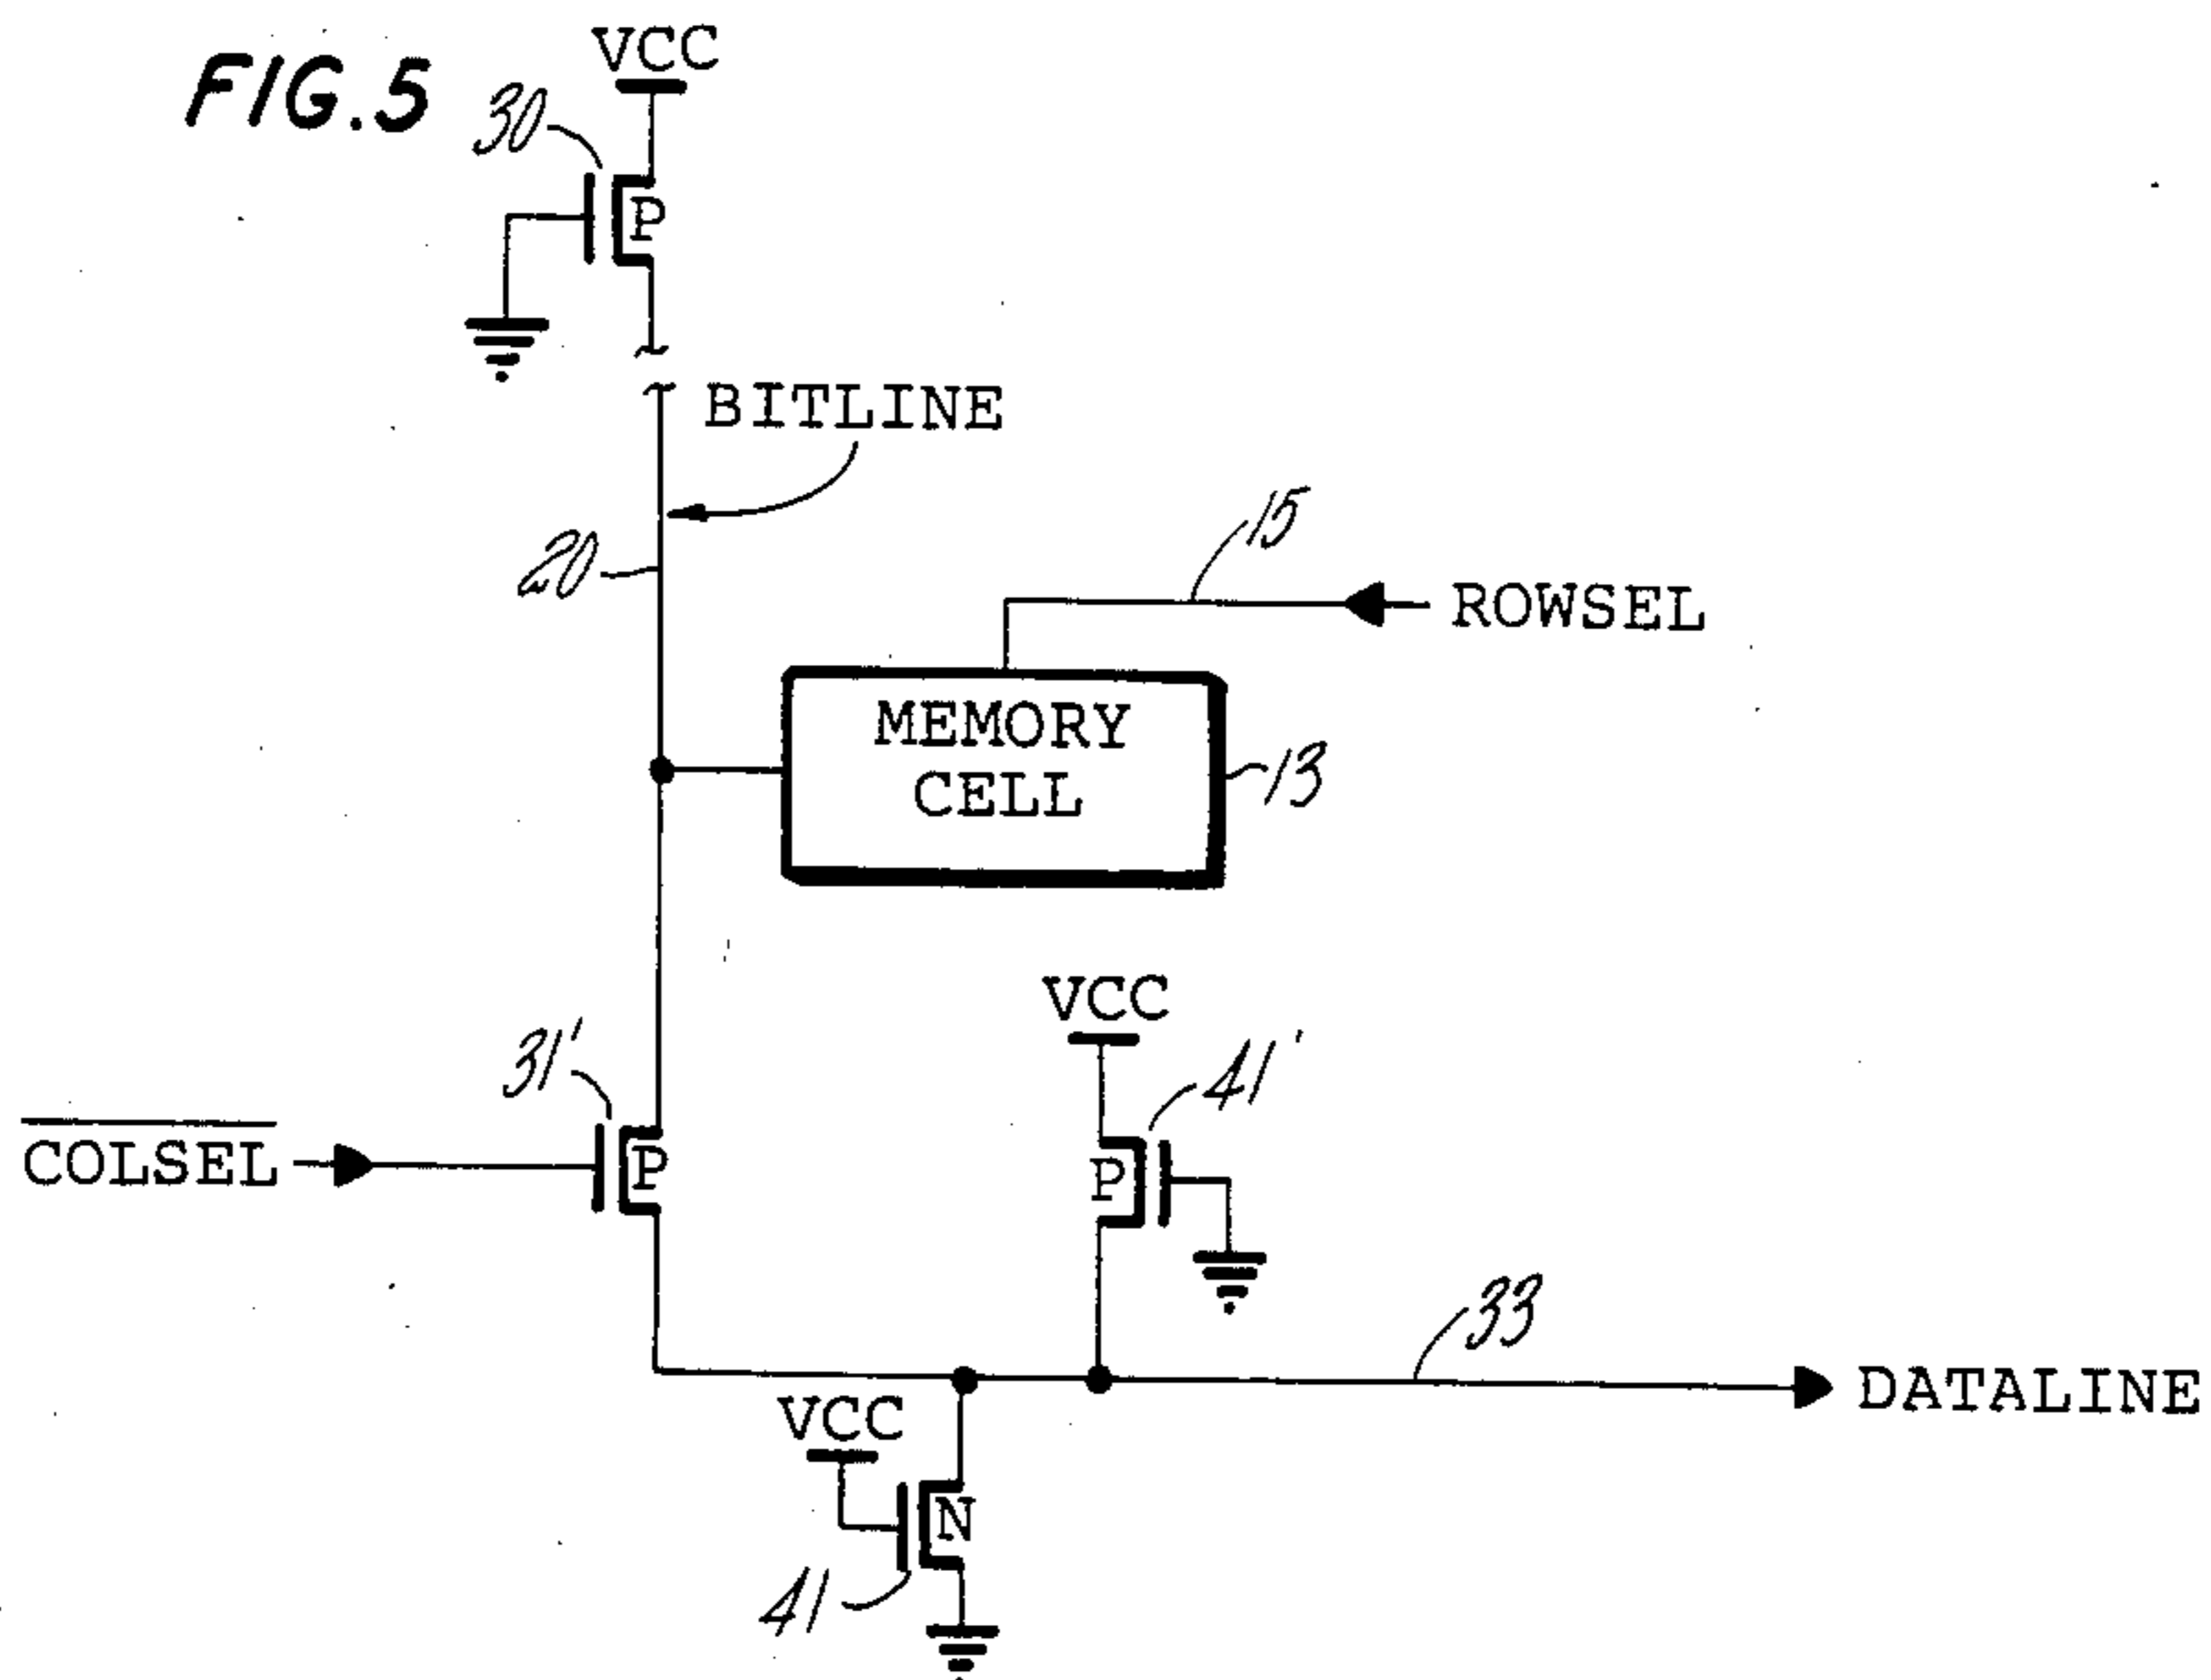 FIG.5
VCC
30
P
BITLINE
20
15
ROWSEL
MEMORY
CELL
13
VCC
31'
41'
COLSEL
P
P
33
VCC
DATALINE
N
41